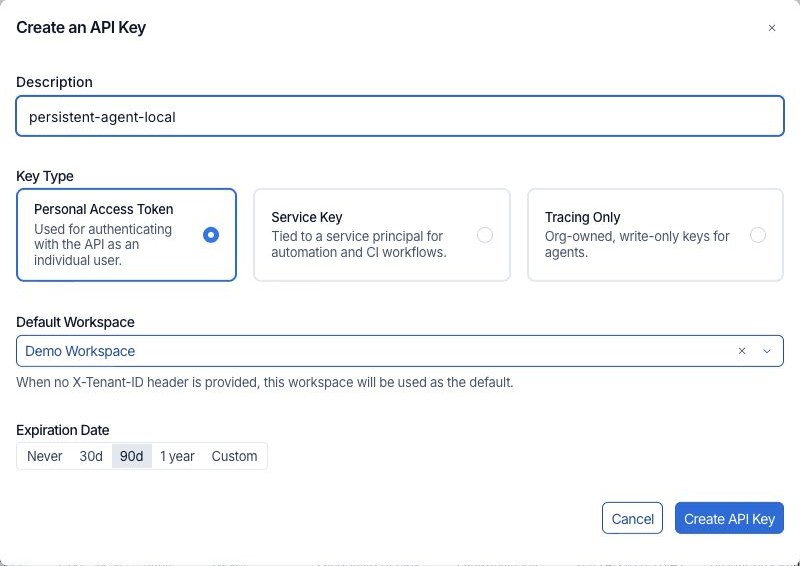 Create an API Key
×
Description
persistent-agent-local
Key Type
Personal Access Token
Used for authenticating
with the API as an
individual user.
Service Key
Tied to a service principal for
automation and CI workflows.
Tracing Only
Org-owned, write-only keys for
agents.
Default Workspace
Demo Workspace
×
When no X-Tenant-ID header is provided, this workspace will be used as the default.
Expiration Date
Never 30d 90d 1 year Custom
Cancel Create API Key